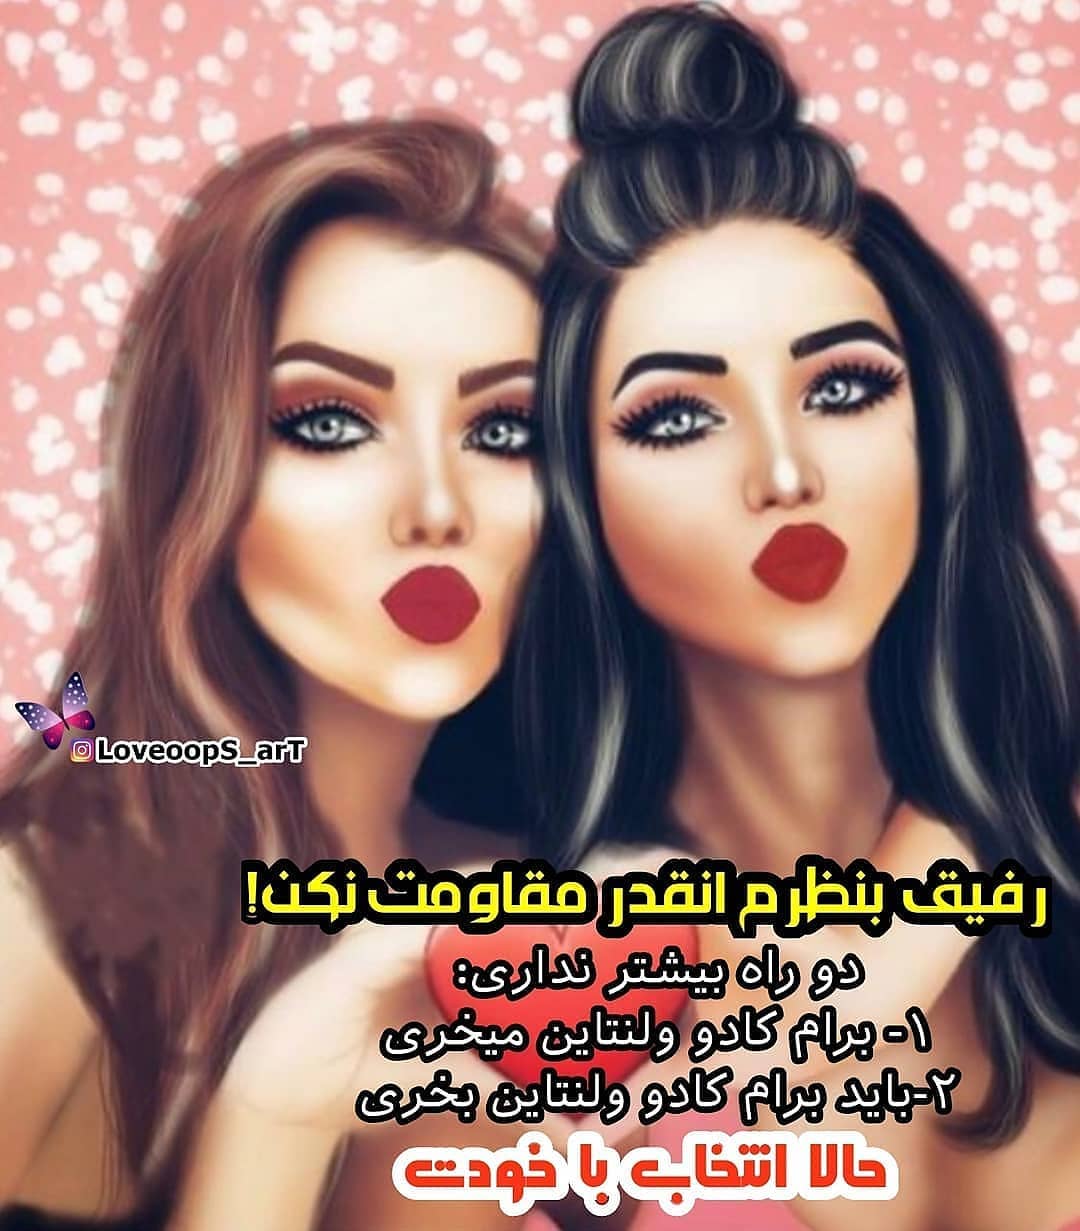 LoveoopS_arT
رفیق بنظرم انقدر مقاومت نکن!
دو راه بیشتر نداری:
۱- برام کادو ولنتاین میخری
۲-باید برام کادو ولنتاین بخری
حالا انتخاب با خودت